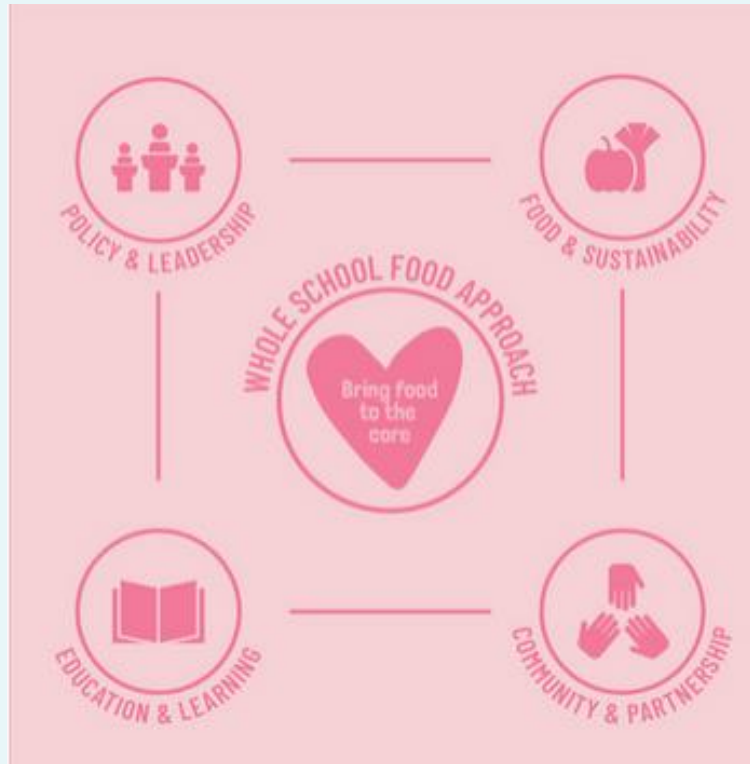 POLICY & LEADERSHIP
FOOD & SUSTAINABILITY
WHOLE SCHOOL FOOD APPROACH
Bring food
to the
core
EDUCATION & LEARNING
COMMUNITY & PARTNERSHIP